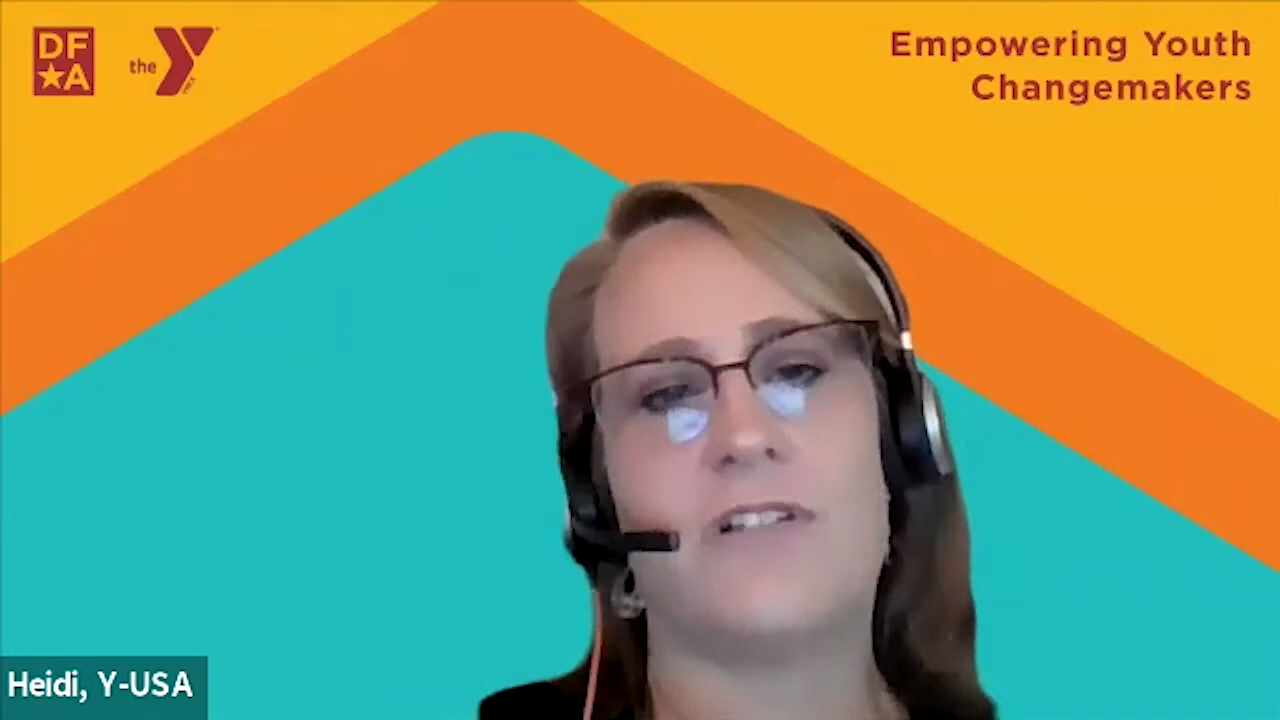 DF
★A
the Y
Empowering Youth
Changemakers
Heidi, Y-USA